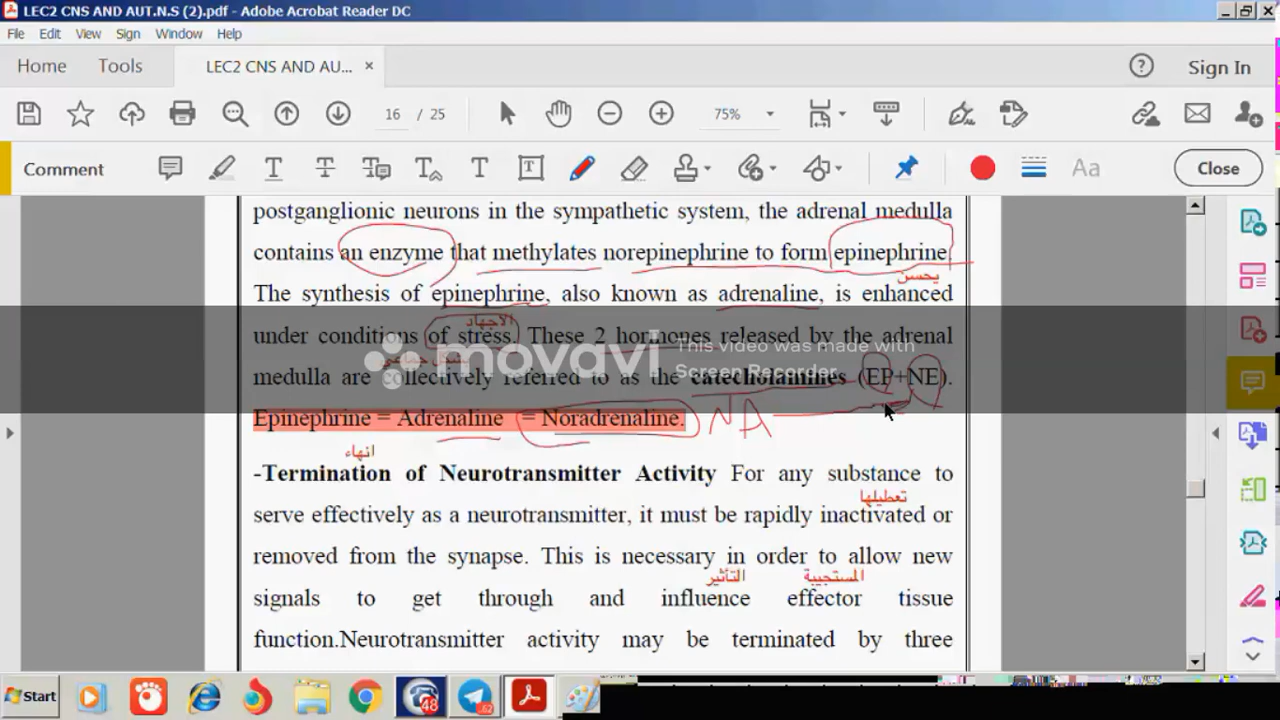 LEC2 CNS AND AUT.N.S (2).pdf - Adobe Acrobat Reader DC
File Edit View Sign Window Help
Home Tools LEC2 CNS AND AU... × Sign In
16 / 25 75%
Comment Aa Close
postganglionic neurons in the sympathetic system, the adrenal medulla
contains an enzyme that methylates norepinephrine to form epinephrine.
يحسن
The synthesis of epinephrine, also known as adrenaline, is enhanced
الاجهاد
under conditions of stress. These 2 hormones released by the adrenal
movavi
This video was made with
Screen Recorder
بشكل جماعي
medulla are collectively referred to as the catecholamines (EP+NE).
Epinephrine = Adrenaline = Noradrenaline. NA
انهاء
-Termination of Neurotransmitter Activity For any substance to
تعطيلها
serve effectively as a neurotransmitter, it must be rapidly inactivated or
removed from the synapse. This is necessary in order to allow new
التأثير المستجيبة
signals to get through and influence effector tissue
function.Neurotransmitter activity may be terminated by three
Start 48